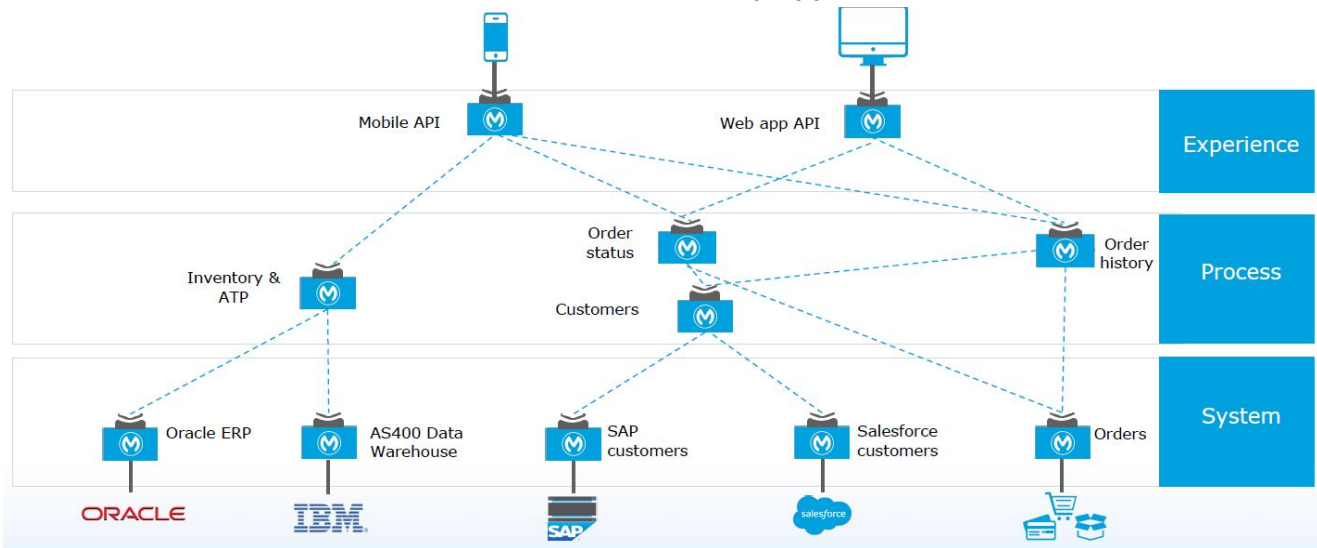 Mobile API
Web app API
Experience
Order
status
Order
history
Inventory &
ATP
Customers
Process
Oracle ERP
AS400 Data
Warehouse
SAP
customers
Salesforce
customers
Orders
System
ORACLE
IBM
SAP
salesforce